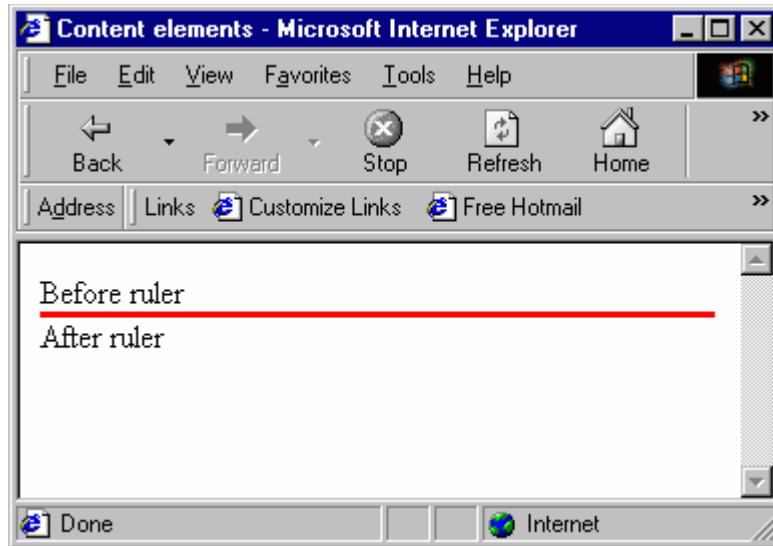 Content elements - Microsoft Internet Explorer
File Edit View Favorites Tools Help
Back Forward Stop Refresh Home »
Address Links Customize Links Free Hotmail »
Before ruler
After ruler
Done Internet